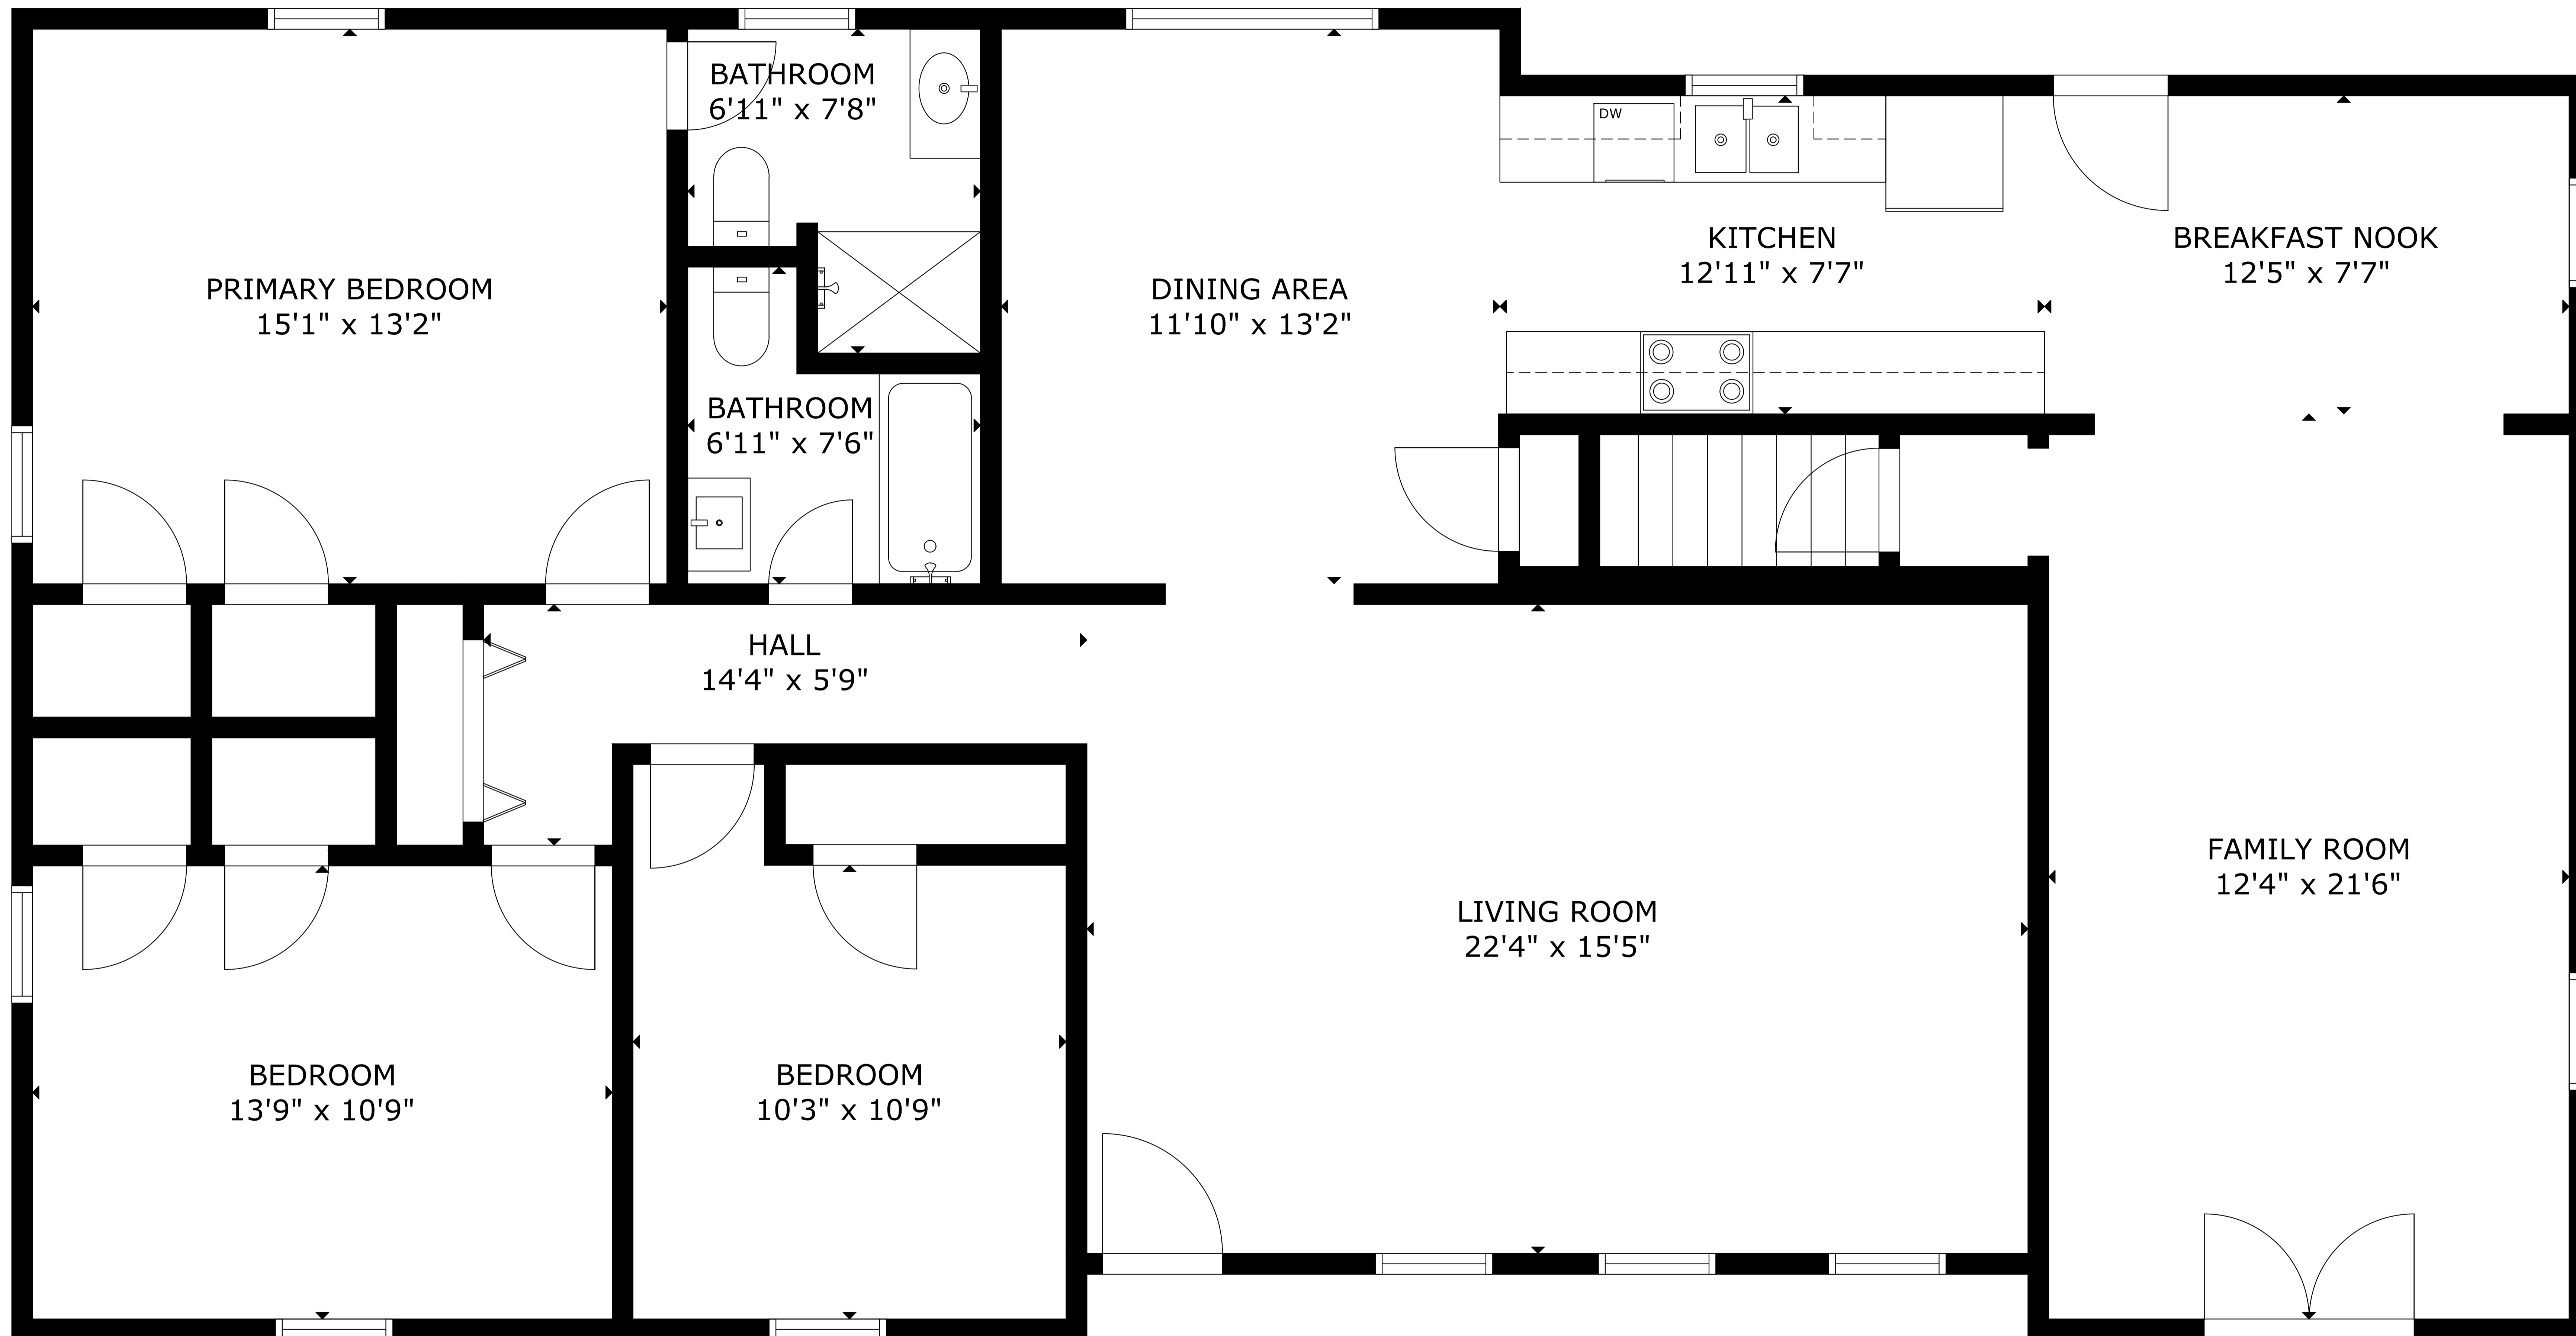 BATHROOM
6'11" x 7'8"
DW
KITCHEN
12'11" x 7'7"
BREAKFAST NOOK
12'5" x 7'7"
PRIMARY BEDROOM
15'1" x 13'2"
DINING AREA
11'10" x 13'2"
BATHROOM
6'11" x 7'6"
HALL
14'4" x 5'9"
FAMILY ROOM
12'4" x 21'6"
LIVING ROOM
22'4" x 15'5"
BEDROOM
13'9" x 10'9"
BEDROOM
10'3" x 10'9"